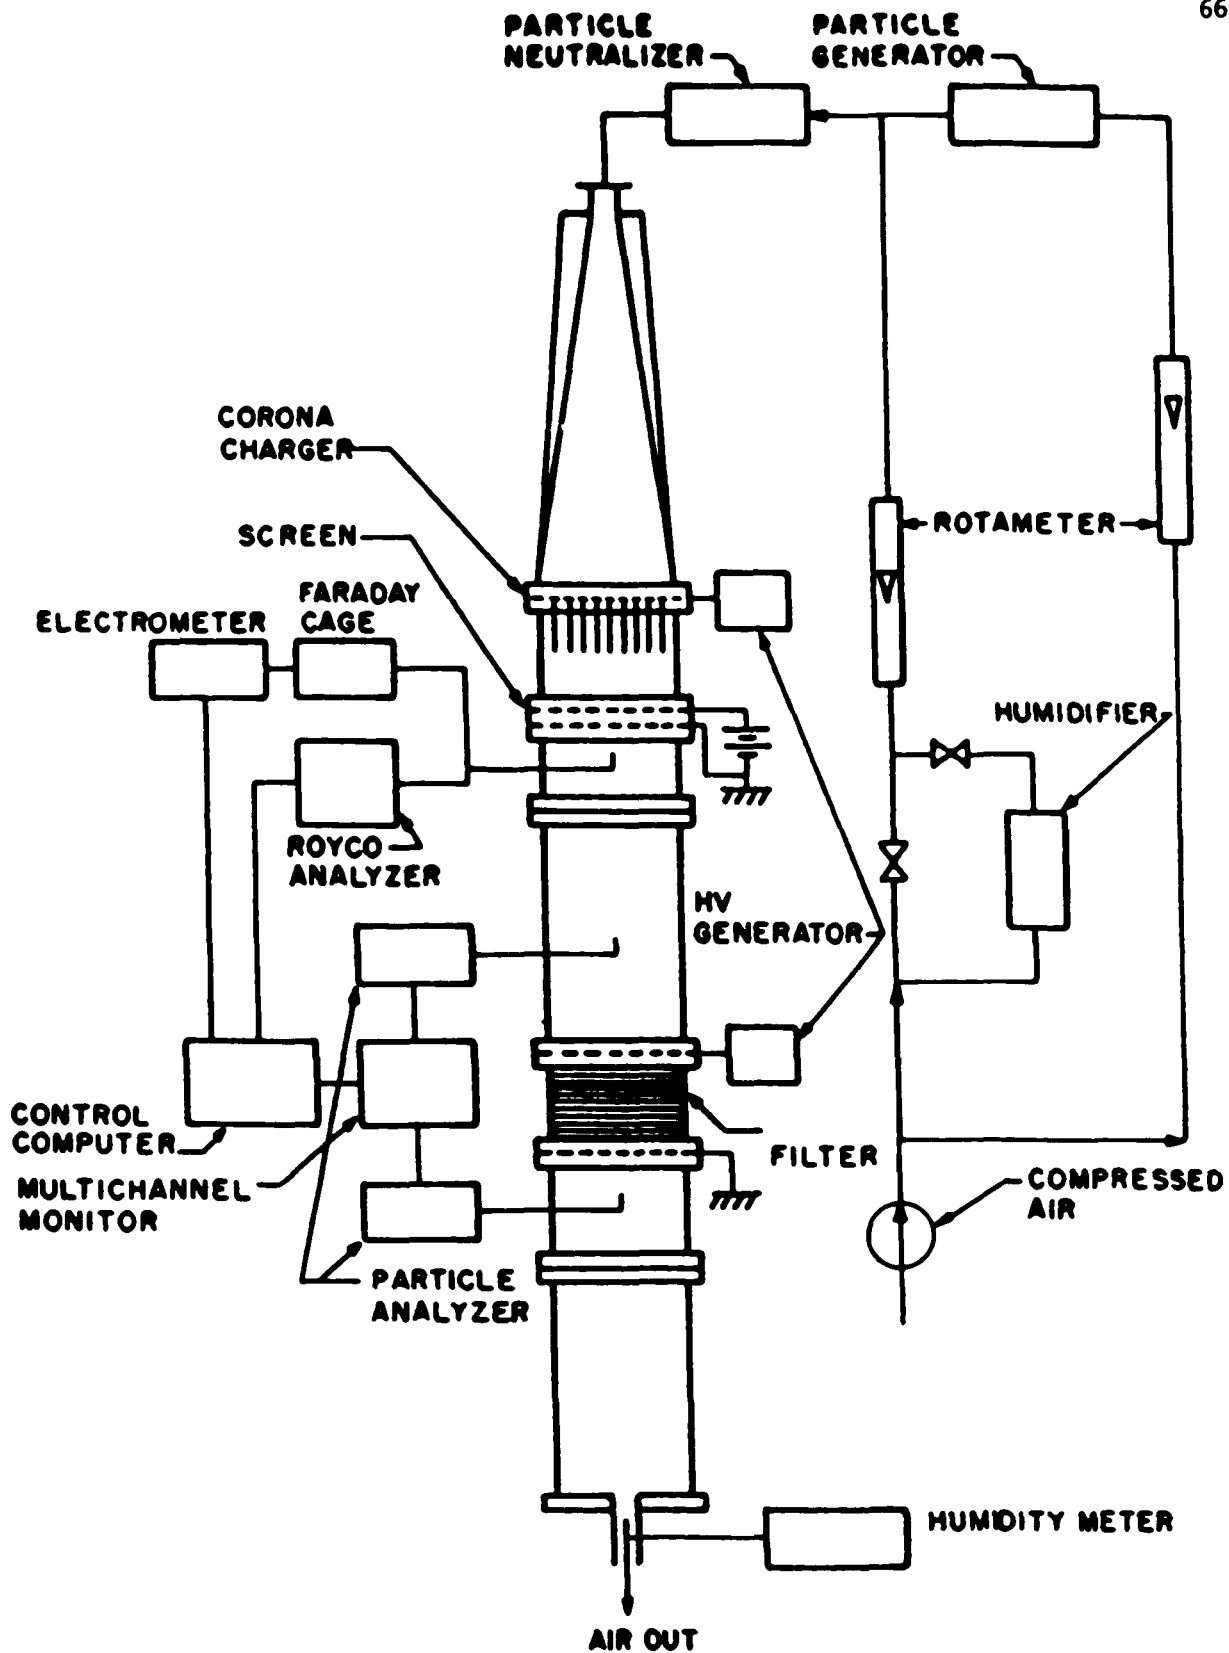 66
PARTICLE
NEUTRALIZER
PARTICLE
GENERATOR
CORONA
CHARGER
SCREEN
ROTAMETER
FARADAY
CAGE
ELECTROMETER
HUMIDIFIER
ROYCO
ANALYZER
HV
GENERATOR
CONTROL
COMPUTER
FILTER
MULTICHANNEL
MONITOR
COMPRESSED
AIR
PARTICLE
ANALYZER
HUMIDITY METER
AIR OUT